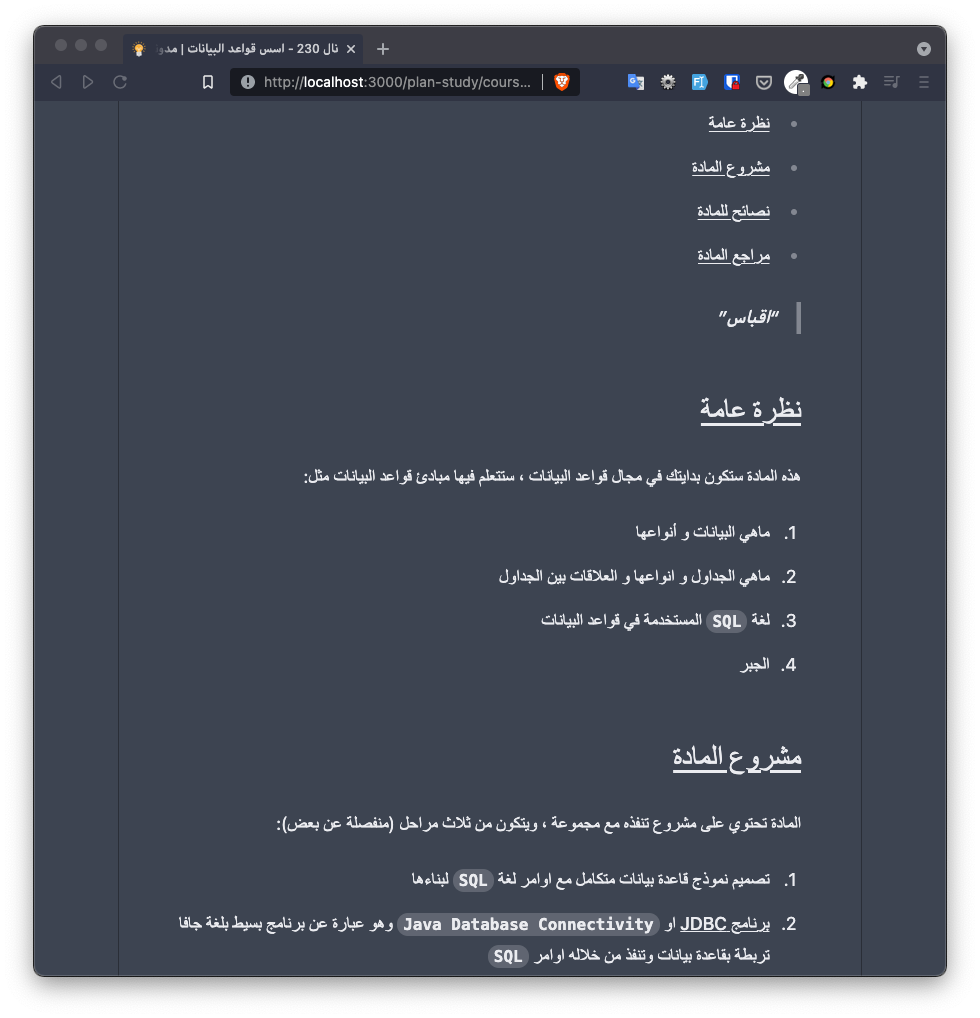 نال 230 - اسس قواعد البيانات | مدو
http://localhost:3000/plan-study/cours...
نظرة عامة
مشروع المادة
نصائح للمادة
مراجع المادة
“اقباس”
نظرة عامة
هذه المادة ستكون بدايتك في مجال قواعد البيانات ، ستتعلم فيها مبادئ قواعد البيانات مثل:
1. ماهي البيانات و أنواعها
2. ماهي الجداول و انواعها و العلاقات بين الجداول
3. لغة SQL المستخدمة في قواعد البيانات
4. الجبر
مشروع المادة
المادة تحتوي على مشروع تنفذه مع مجموعة ، ويتكون من ثلاث مراحل (منفصلة عن بعض):
1. تصميم نموذج قاعدة بيانات متكامل مع اوامر لغة SQL لبناءها
2. برنامج JDBC او Java Database Connectivity وهو عبارة عن برنامج بسيط بلغة جافا
تربطة بقاعدة بيانات وتنفذ من خلاله اوامر SQL